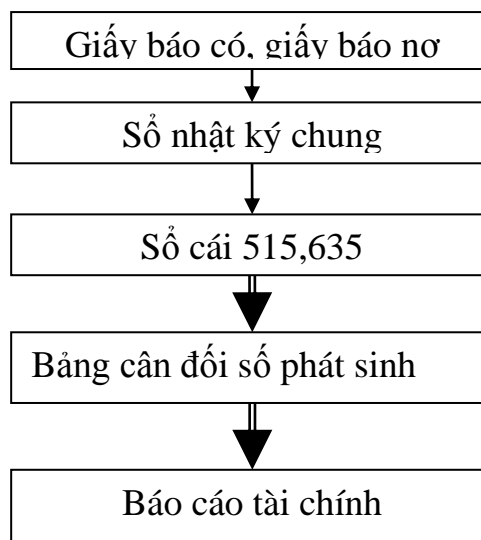 Giấy báo có, giấy báo nơ
Sổ nhật ký chung
Sổ cái 515,635
Bảng cân đối số phát sinh
Báo cáo tài chính